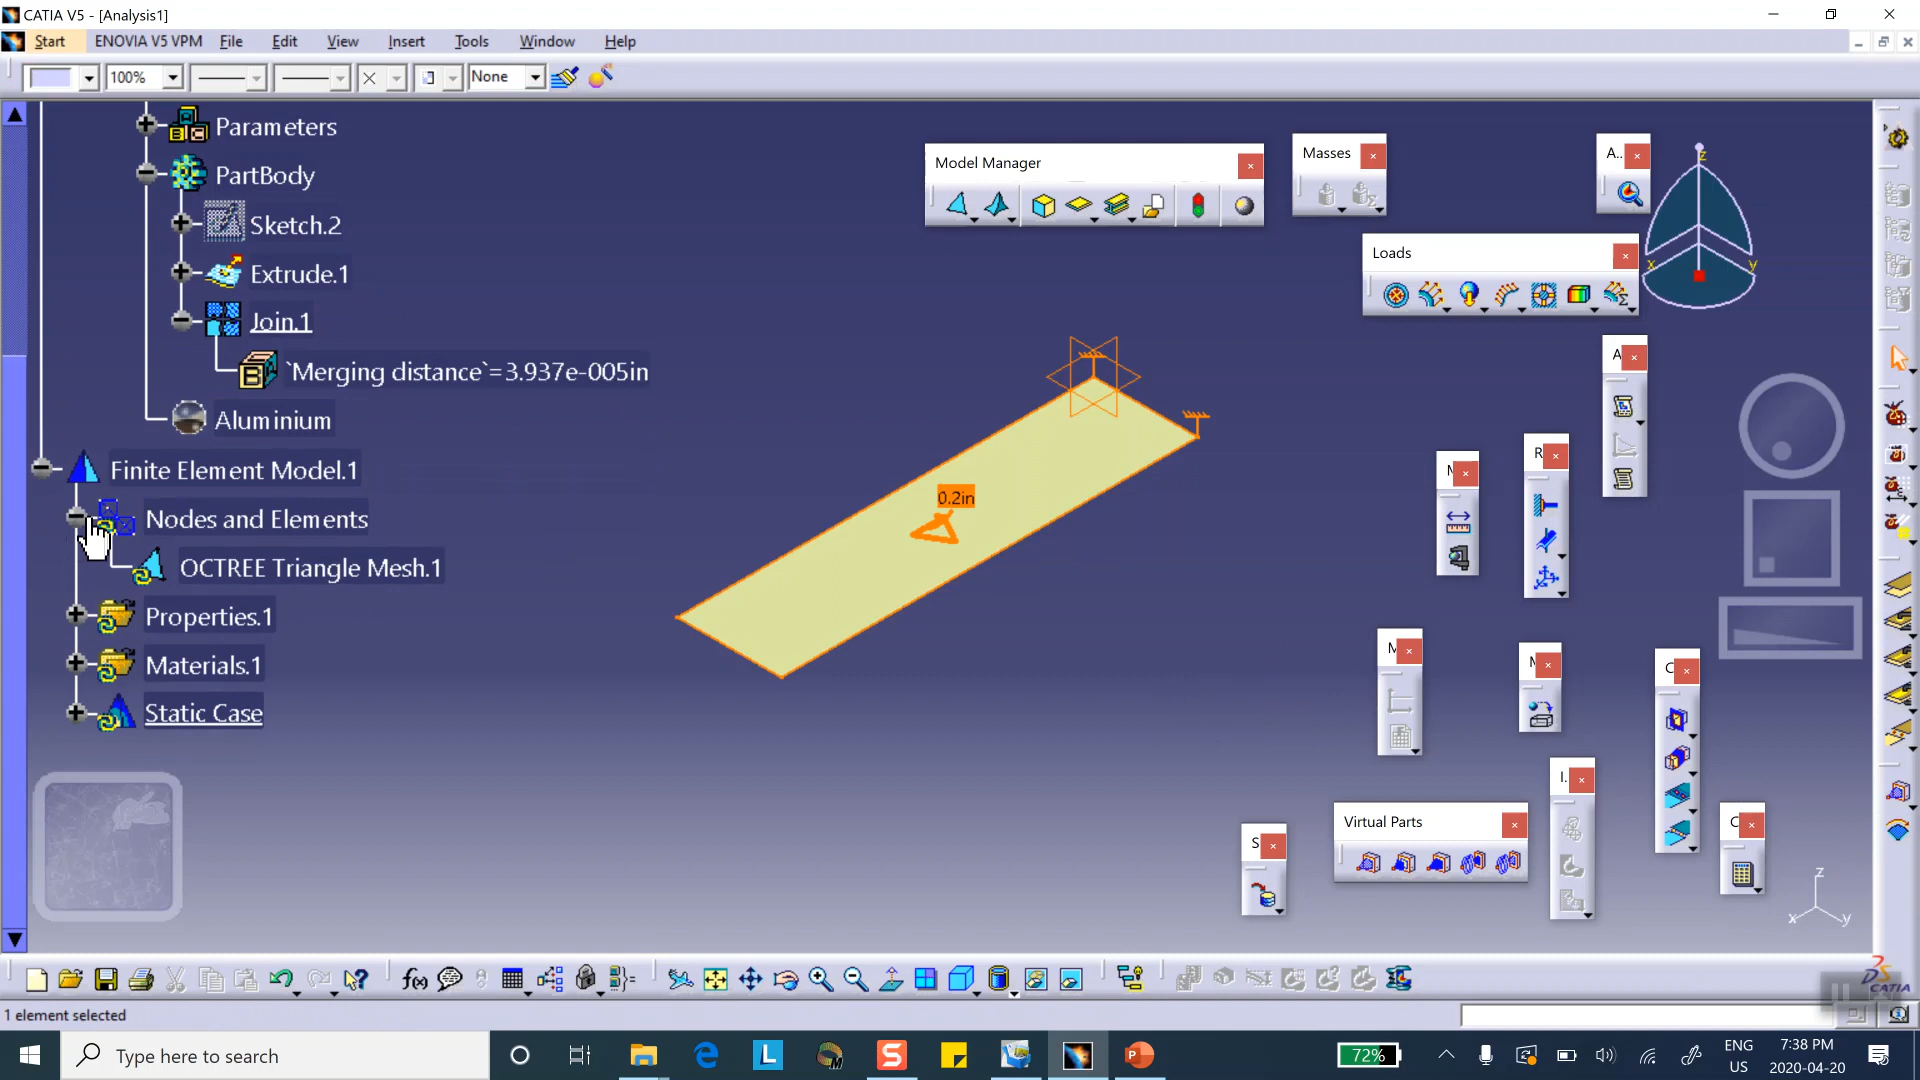 CATIA V5 - [Analysis1]
Start ENOVIA V5 VPM File Edit View Insert Tools Window Help
100% None
Parameters
PartBody
Sketch.2
Extrude.1
Join.1
`Merging distance`=3.937e-005in
Aluminium
Finite Element Model.1
Nodes and Elements
OCTREE Triangle Mesh.1
Properties.1
Materials.1
Static Case
Model Manager
Masses
A..
Loads
z
x
y
A
0.2in
R
M
M
M
C
I.
Virtual Parts
S
C
z
x y
f(x)
CATIA
1 element selected
Type here to search
L
S
P
72%
ENG
US
7:38 PM
2020-04-20